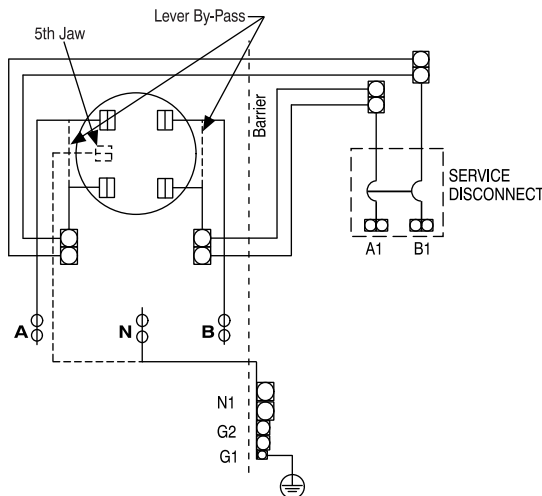 Lever By-Pass
5th Jaw
Barrier
SERVICE
DISCONNECT
A1 B1
A N B
N1
G2
G1